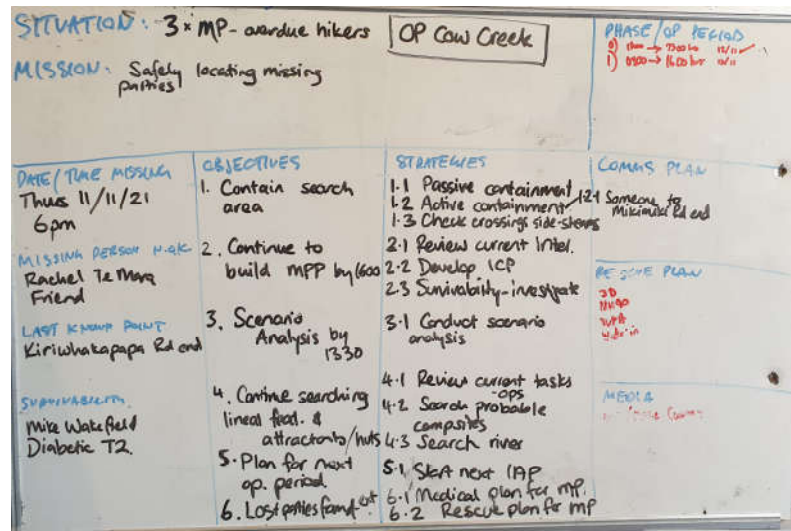 SITUATION: 3 x MP - overdue hikers
OP Cow Creek
MISSION: Safely locating missing
parties
PHASE/OP PERIOD
DATE/TIME MISSING
Thurs 11/11/21
6pm
MISSING PERSON N.O.K
Rachel Te Mara
Friend
LAST KNOWN POINT
Kiriwhakapapa Rd end
SURVIVABILITY
Mike Wakefield
Diabetic T2.
OBJECTIVES
1. Contain search
area
2. Continue to
build MPP by 1600
3. Scenario
Analysis by
1330
4. Continue searching
lineal feat. &
attractants/huts
5. Plan for next
op. period.
6. Lost parties found
STRATEGIES
1.1 Passive containment
1.2 Active containment
1.2.1 Someone to
Mikimiki Rd end
1.3 Check crossings side-streams
2.1 Review current Intel.
2.2 Develop ICP
2.3 Survivability - investigate
3.1 Conduct scenario
analysis
4.1 Review current tasks
-ops
4.2 Search probable
campsites
4.3 Search river
5.1 Start next IAP
6.1 Medical plan for MP.
6.2 Rescue plan for MP
COMMS PLAN
RESCUE PLAN
MEDIA